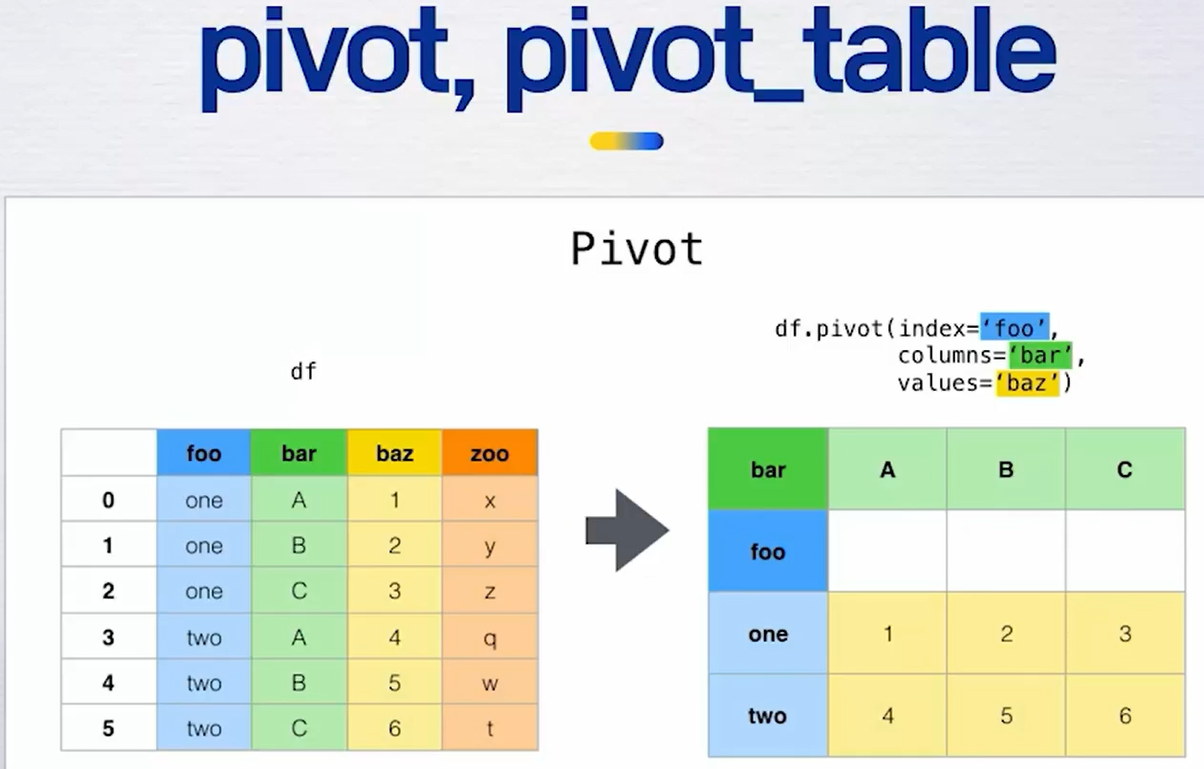 pivot, pivot_table
Pivot
df
df.pivot(index=‘foo’,
columns=‘bar’,
values=‘baz’)
foo bar baz zoo
0 one A 1 x
1 one B 2 y
2 one C 3 z
3 two A 4 q
4 two B 5 w
5 two C 6 t
bar A B C
foo
one 1 2 3
two 4 5 6